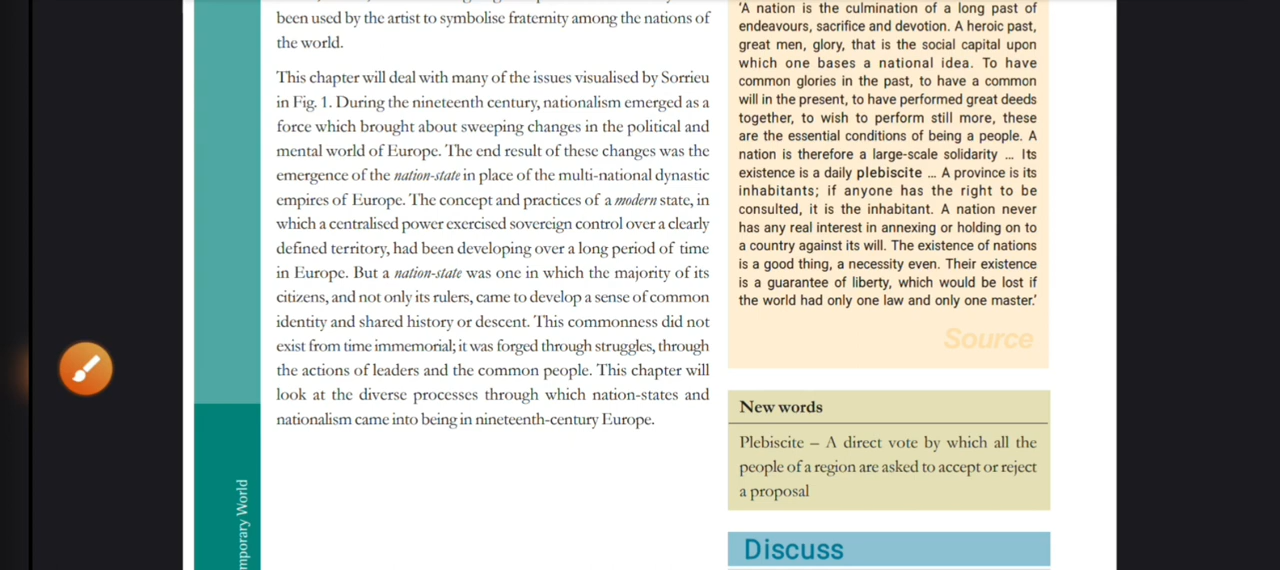 been used by the artist to symbolise fraternity among the nations of
the world.
This chapter will deal with many of the issues visualised by Sorrieu
in Fig. 1. During the nineteenth century, nationalism emerged as a
force which brought about sweeping changes in the political and
mental world of Europe. The end result of these changes was the
emergence of the nation-state in place of the multi-national dynastic
empires of Europe. The concept and practices of a modern state, in
which a centralised power exercised sovereign control over a clearly
defined territory, had been developing over a long period of time
in Europe. But a nation-state was one in which the majority of its
citizens, and not only its rulers, came to develop a sense of common
identity and shared history or descent. This commonness did not
exist from time immemorial; it was forged through struggles, through
the actions of leaders and the common people. This chapter will
look at the diverse processes through which nation-states and
nationalism came into being in nineteenth-century Europe.
'A nation is the culmination of a long past of
endeavours, sacrifice and devotion. A heroic past,
great men, glory, that is the social capital upon
which one bases a national idea. To have
common glories in the past, to have a common
will in the present, to have performed great deeds
together, to wish to perform still more, these
are the essential conditions of being a people. A
nation is therefore a large-scale solidarity ... Its
existence is a daily plebiscite ... A province is its
inhabitants; if anyone has the right to be
consulted, it is the inhabitant. A nation never
has any real interest in annexing or holding on to
a country against its will. The existence of nations
is a good thing, a necessity even. Their existence
is a guarantee of liberty, which would be lost if
the world had only one law and only one master.'
Source
New words
Plebiscite – A direct vote by which all the
people of a region are asked to accept or reject
a proposal
Discuss
mporary World